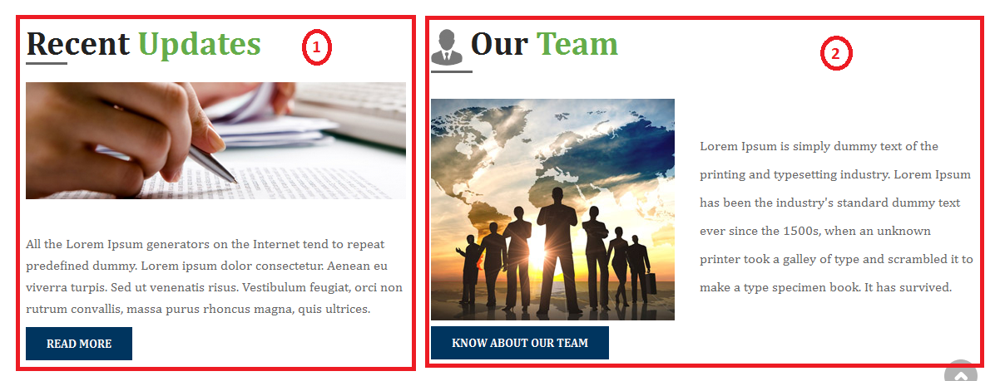 Recent Updates
1
All the Lorem Ipsum generators on the Internet tend to repeat
predefined dummy. Lorem ipsum dolor consectetur. Aenean eu
viverra turpis. Sed ut venenatis risus. Vestibulum feugiat, orci non
rutrum convallis, massa purus rhoncus magna, quis ultrices.
READ MORE
Our Team
2
Lorem Ipsum is simply dummy text of the
printing and typesetting industry. Lorem Ipsum
has been the industry's standard dummy text
ever since the 1500s, when an unknown
printer took a galley of type and scrambled it to
make a type specimen book. It has survived.
KNOW ABOUT OUR TEAM